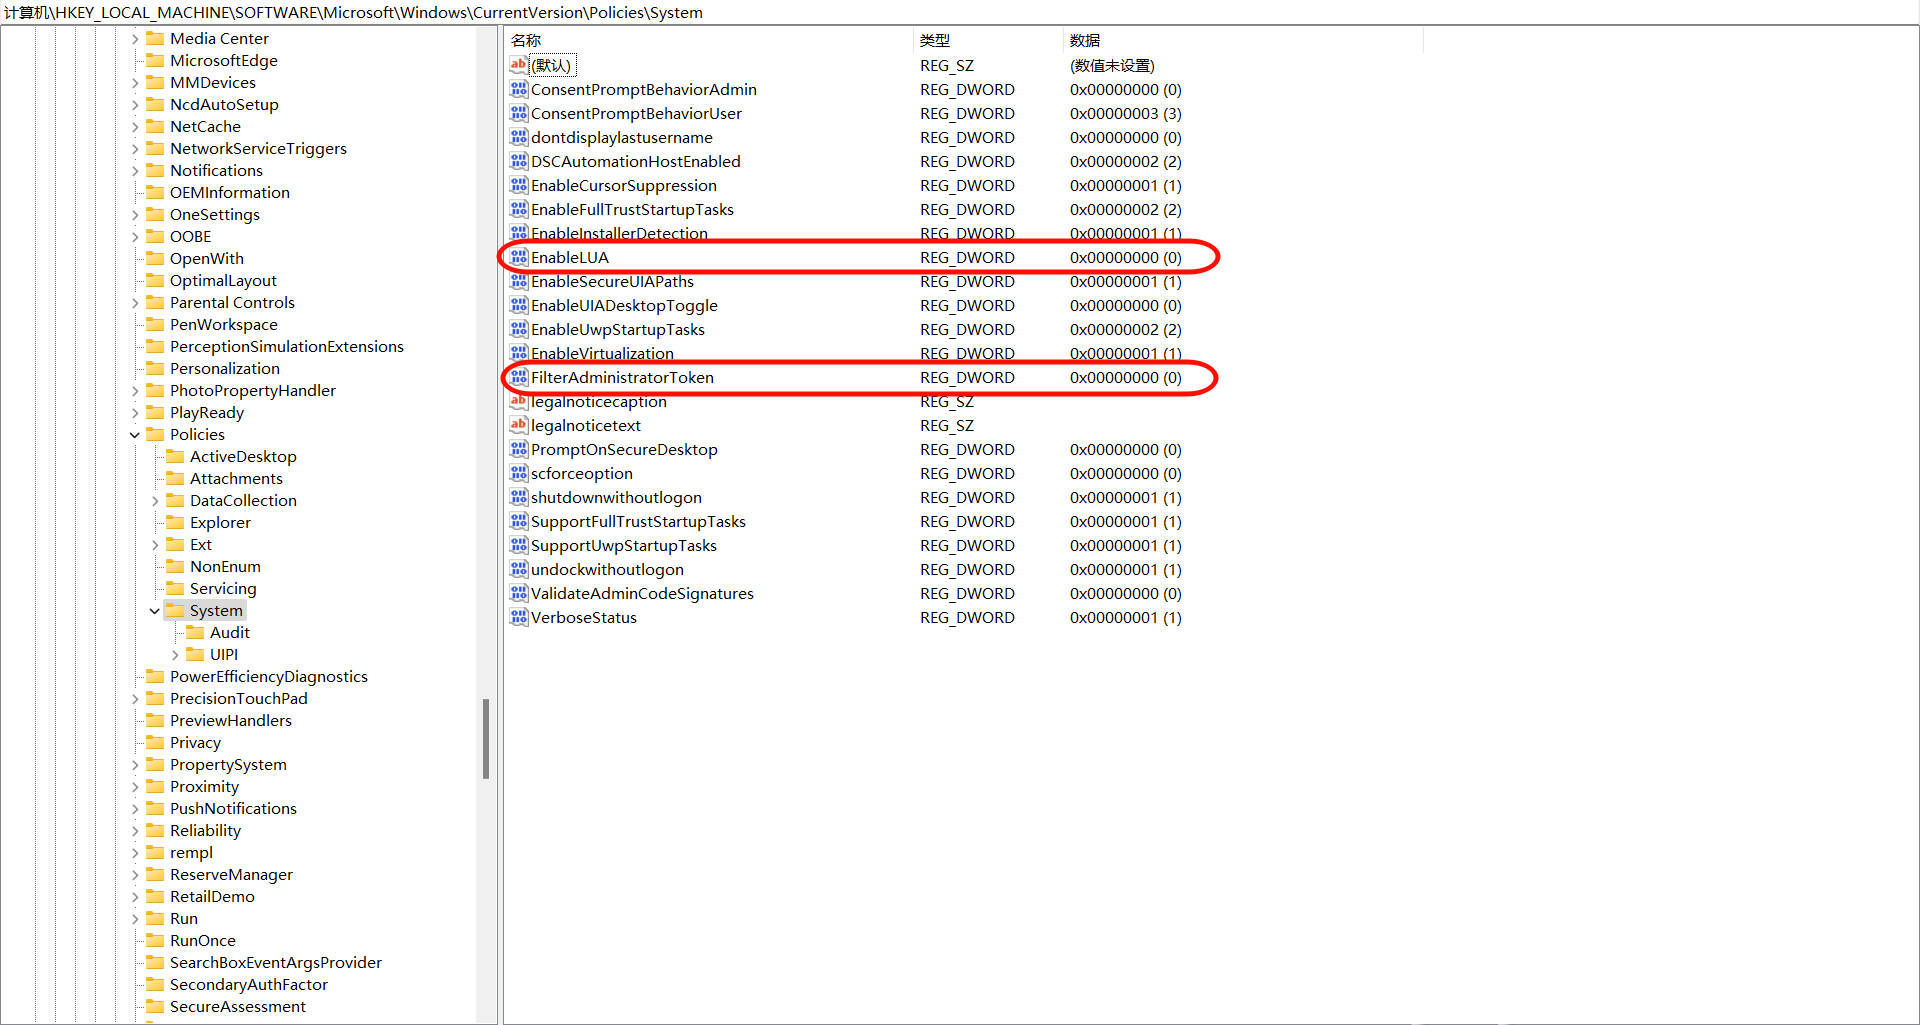 计算机\HKEY_LOCAL_MACHINE\SOFTWARE\Microsoft\Windows\CurrentVersion\Policies\System
Media Center
MicrosoftEdge
MMDevices
NcdAutoSetup
NetCache
NetworkServiceTriggers
Notifications
OEMInformation
OneSettings
OOBE
OpenWith
OptimalLayout
Parental Controls
PenWorkspace
PerceptionSimulationExtensions
Personalization
PhotoPropertyHandler
PlayReady
Policies
ActiveDesktop
Attachments
DataCollection
Explorer
Ext
NonEnum
Servicing
System
Audit
UIPI
PowerEfficiencyDiagnostics
PrecisionTouchPad
PreviewHandlers
Privacy
PropertySystem
Proximity
PushNotifications
Reliability
rempl
ReserveManager
RetailDemo
Run
RunOnce
SearchBoxEventArgsProvider
SecondaryAuthFactor
SecureAssessment
名称 类型 数据
(默认) REG_SZ (数值未设置)
ConsentPromptBehaviorAdmin REG_DWORD 0x00000000 (0)
ConsentPromptBehaviorUser REG_DWORD 0x00000003 (3)
dontdisplaylastusername REG_DWORD 0x00000000 (0)
DSCAutomationHostEnabled REG_DWORD 0x00000002 (2)
EnableCursorSuppression REG_DWORD 0x00000001 (1)
EnableFullTrustStartupTasks REG_DWORD 0x00000002 (2)
EnableInstallerDetection REG_DWORD 0x00000001 (1)
EnableLUA REG_DWORD 0x00000000 (0)
EnableSecureUIAPaths REG_DWORD 0x00000001 (1)
EnableUIADesktopToggle REG_DWORD 0x00000000 (0)
EnableUwpStartupTasks REG_DWORD 0x00000002 (2)
EnableVirtualization REG_DWORD 0x00000001 (1)
FilterAdministratorToken REG_DWORD 0x00000000 (0)
legalnoticecaption REG_SZ
legalnoticetext REG_SZ
PromptOnSecureDesktop REG_DWORD 0x00000000 (0)
scforceoption REG_DWORD 0x00000000 (0)
shutdownwithoutlogon REG_DWORD 0x00000001 (1)
SupportFullTrustStartupTasks REG_DWORD 0x00000001 (1)
SupportUwpStartupTasks REG_DWORD 0x00000001 (1)
undockwithoutlogon REG_DWORD 0x00000001 (1)
ValidateAdminCodeSignatures REG_DWORD 0x00000000 (0)
VerboseStatus REG_DWORD 0x00000001 (1)